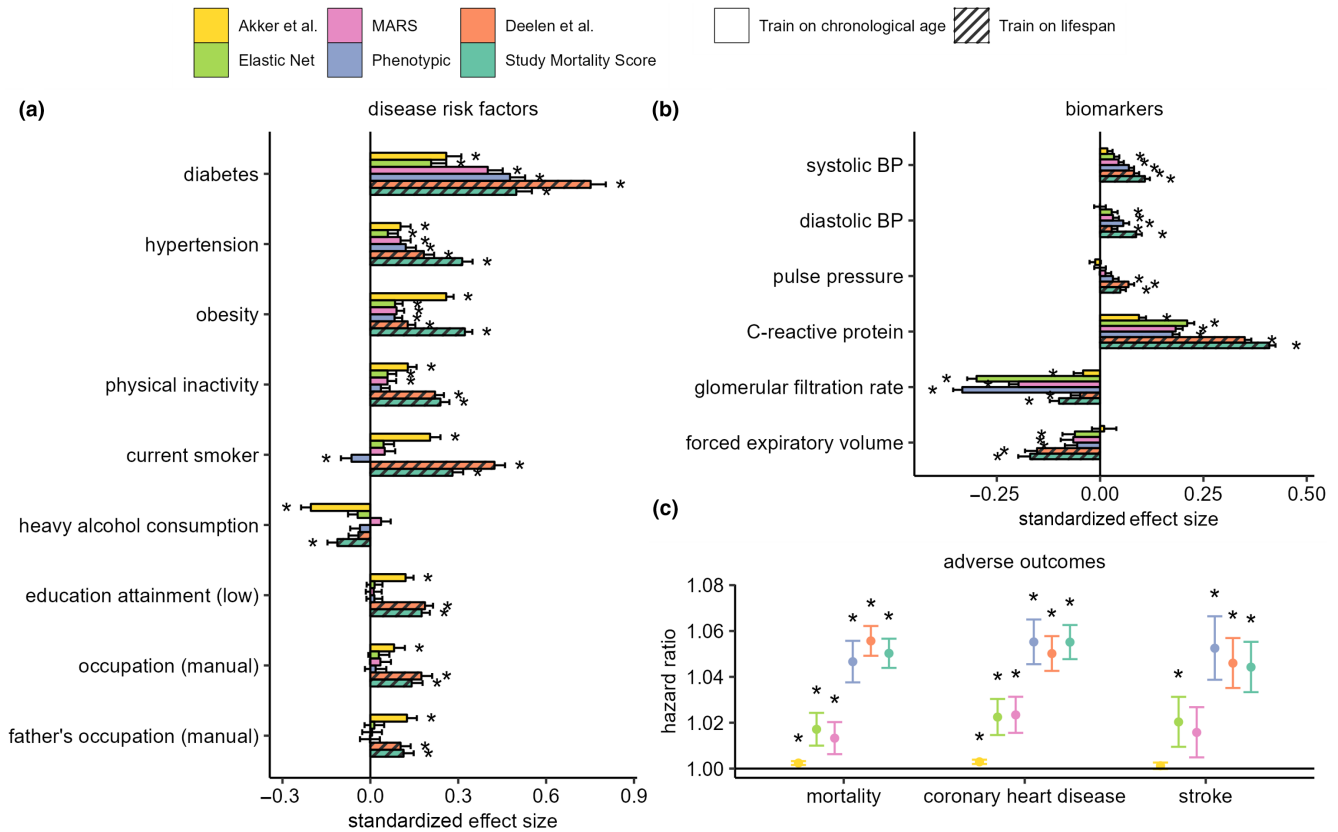 Akker et al.
MARS
Deelen et al.
Train on chronological age
Train on lifespan
Elastic Net
Phenotypic
Study Mortality Score
(a)
disease risk factors
diabetes
hypertension
obesity
physical inactivity
current smoker
heavy alcohol consumption
education attainment (low)
occupation (manual)
father's occupation (manual)
−0.3 0.0 0.3 0.6 0.9
standardized effect size
(b)
biomarkers
systolic BP
diastolic BP
pulse pressure
C-reactive protein
glomerular filtration rate
forced expiratory volume
−0.25 0.00 0.25 0.50
standardized effect size
(c)
adverse outcomes
hazard ratio
1.08
1.06
1.04
1.02
1.00
mortality coronary heart disease stroke